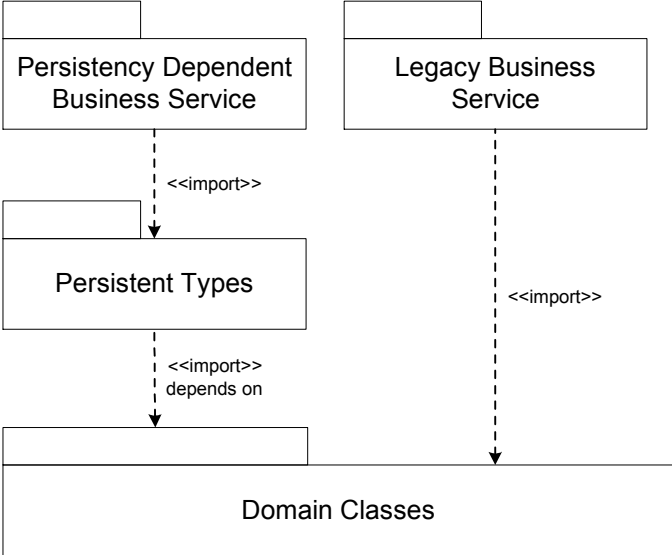 Persistency Dependent
Business Service
Legacy Business
Service
<<import>>
Persistent Types
<<import>>
<<import>>
depends on
Domain Classes